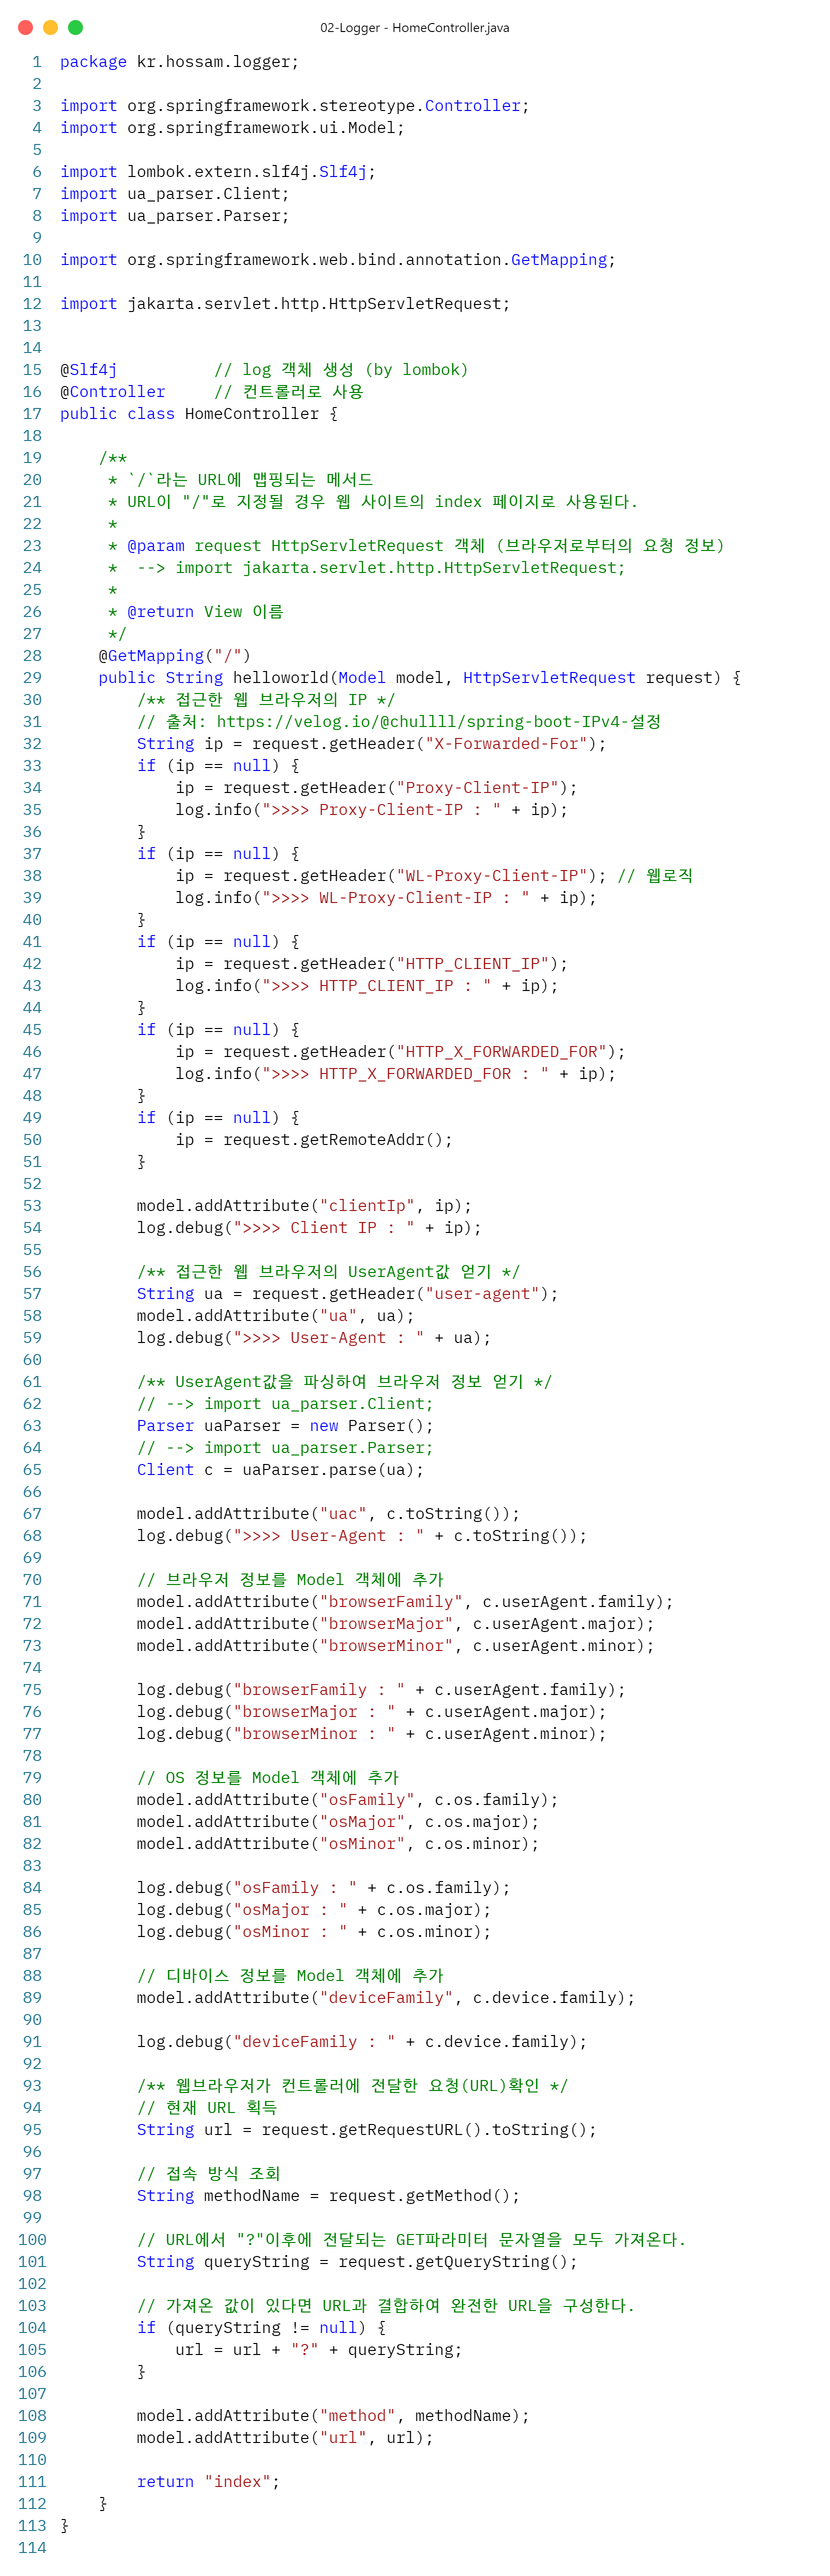 02-Logger - HomeController.java
1 package kr.hossam.logger;
2
3 import org.springframework.stereotype.Controller;
4 import org.springframework.ui.Model;
5
6 import lombok.extern.slf4j.Slf4j;
7 import ua_parser.Client;
8 import ua_parser.Parser;
9
10 import org.springframework.web.bind.annotation.GetMapping;
11
12 import jakarta.servlet.http.HttpServletRequest;
13
14
15 @Slf4j          // log 객체 생성 (by lombok)
16 @Controller     // 컨트롤러로 사용
17 public class HomeController {
18
19     /**
20      * `/`라는 URL에 맵핑되는 메서드
21      * URL이 "/"로 지정될 경우 웹 사이트의 index 페이지로 사용된다.
22      *
23      * @param request HttpServletRequest 객체 (브라우저로부터의 요청 정보)
24      *  --> import jakarta.servlet.http.HttpServletRequest;
25      *
26      * @return View 이름
27      */
28     @GetMapping("/")
29     public String helloworld(Model model, HttpServletRequest request) {
30         /** 접근한 웹 브라우저의 IP */
31         // 출처: https://velog.io/@chullll/spring-boot-IPv4-설정
32         String ip = request.getHeader("X-Forwarded-For");
33         if (ip == null) {
34             ip = request.getHeader("Proxy-Client-IP");
35             log.info(">>>> Proxy-Client-IP : " + ip);
36         }
37         if (ip == null) {
38             ip = request.getHeader("WL-Proxy-Client-IP"); // 웹로직
39             log.info(">>>> WL-Proxy-Client-IP : " + ip);
40         }
41         if (ip == null) {
42             ip = request.getHeader("HTTP_CLIENT_IP");
43             log.info(">>>> HTTP_CLIENT_IP : " + ip);
44         }
45         if (ip == null) {
46             ip = request.getHeader("HTTP_X_FORWARDED_FOR");
47             log.info(">>>> HTTP_X_FORWARDED_FOR : " + ip);
48         }
49         if (ip == null) {
50             ip = request.getRemoteAddr();
51         }
52
53         model.addAttribute("clientIp", ip);
54         log.debug(">>>> Client IP : " + ip);
55
56         /** 접근한 웹 브라우저의 UserAgent값 얻기 */
57         String ua = request.getHeader("user-agent");
58         model.addAttribute("ua", ua);
59         log.debug(">>>> User-Agent : " + ua);
60
61         /** UserAgent값을 파싱하여 브라우저 정보 얻기 */
62         // --> import ua_parser.Client;
63         Parser uaParser = new Parser();
64         // --> import ua_parser.Parser;
65         Client c = uaParser.parse(ua);
66
67         model.addAttribute("uac", c.toString());
68         log.debug(">>>> User-Agent : " + c.toString());
69
70         // 브라우저 정보를 Model 객체에 추가
71         model.addAttribute("browserFamily", c.userAgent.family);
72         model.addAttribute("browserMajor", c.userAgent.major);
73         model.addAttribute("browserMinor", c.userAgent.minor);
74
75         log.debug("browserFamily : " + c.userAgent.family);
76         log.debug("browserMajor : " + c.userAgent.major);
77         log.debug("browserMinor : " + c.userAgent.minor);
78
79         // OS 정보를 Model 객체에 추가
80         model.addAttribute("osFamily", c.os.family);
81         model.addAttribute("osMajor", c.os.major);
82         model.addAttribute("osMinor", c.os.minor);
83
84         log.debug("osFamily : " + c.os.family);
85         log.debug("osMajor : " + c.os.major);
86         log.debug("osMinor : " + c.os.minor);
87
88         // 디바이스 정보를 Model 객체에 추가
89         model.addAttribute("deviceFamily", c.device.family);
90
91         log.debug("deviceFamily : " + c.device.family);
92
93         /** 웹브라우저가 컨트롤러에 전달한 요청(URL)확인 */
94         // 현재 URL 획득
95         String url = request.getRequestURL().toString();
96
97         // 접속 방식 조회
98         String methodName = request.getMethod();
99
100         // URL에서 "?"이후에 전달되는 GET파라미터 문자열을 모두 가져온다.
101         String queryString = request.getQueryString();
102
103         // 가져온 값이 있다면 URL과 결합하여 완전한 URL을 구성한다.
104         if (queryString != null) {
105             url = url + "?" + queryString;
106         }
107
108         model.addAttribute("method", methodName);
109         model.addAttribute("url", url);
110
111         return "index";
112     }
113 }
114